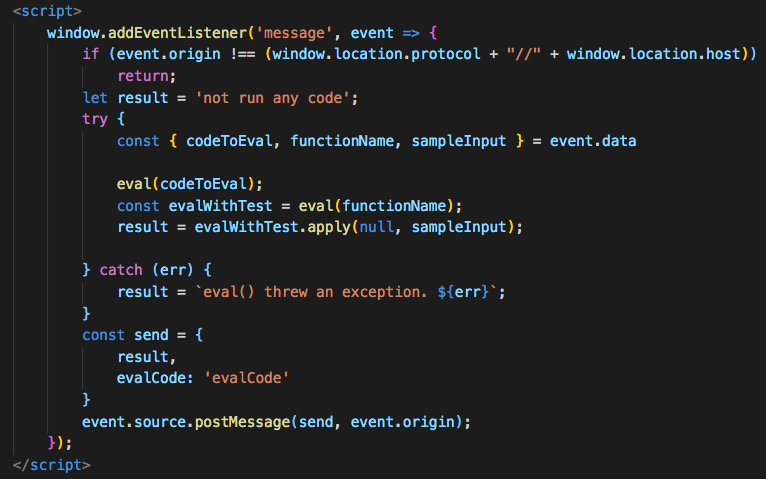 <script>
window.addEventListener('message', event => {
if (event.origin !== (window.location.protocol + "//" + window.location.host))
return;
let result = 'not run any code';
try {
const { codeToEval, functionName, sampleInput } = event.data
eval(codeToEval);
const evalWithTest = eval(functionName);
result = evalWithTest.apply(null, sampleInput);
} catch (err) {
result = `eval() threw an exception. ${err}`;
}
const send = {
result,
evalCode: 'evalCode'
}
event.source.postMessage(send, event.origin);
});
</script>